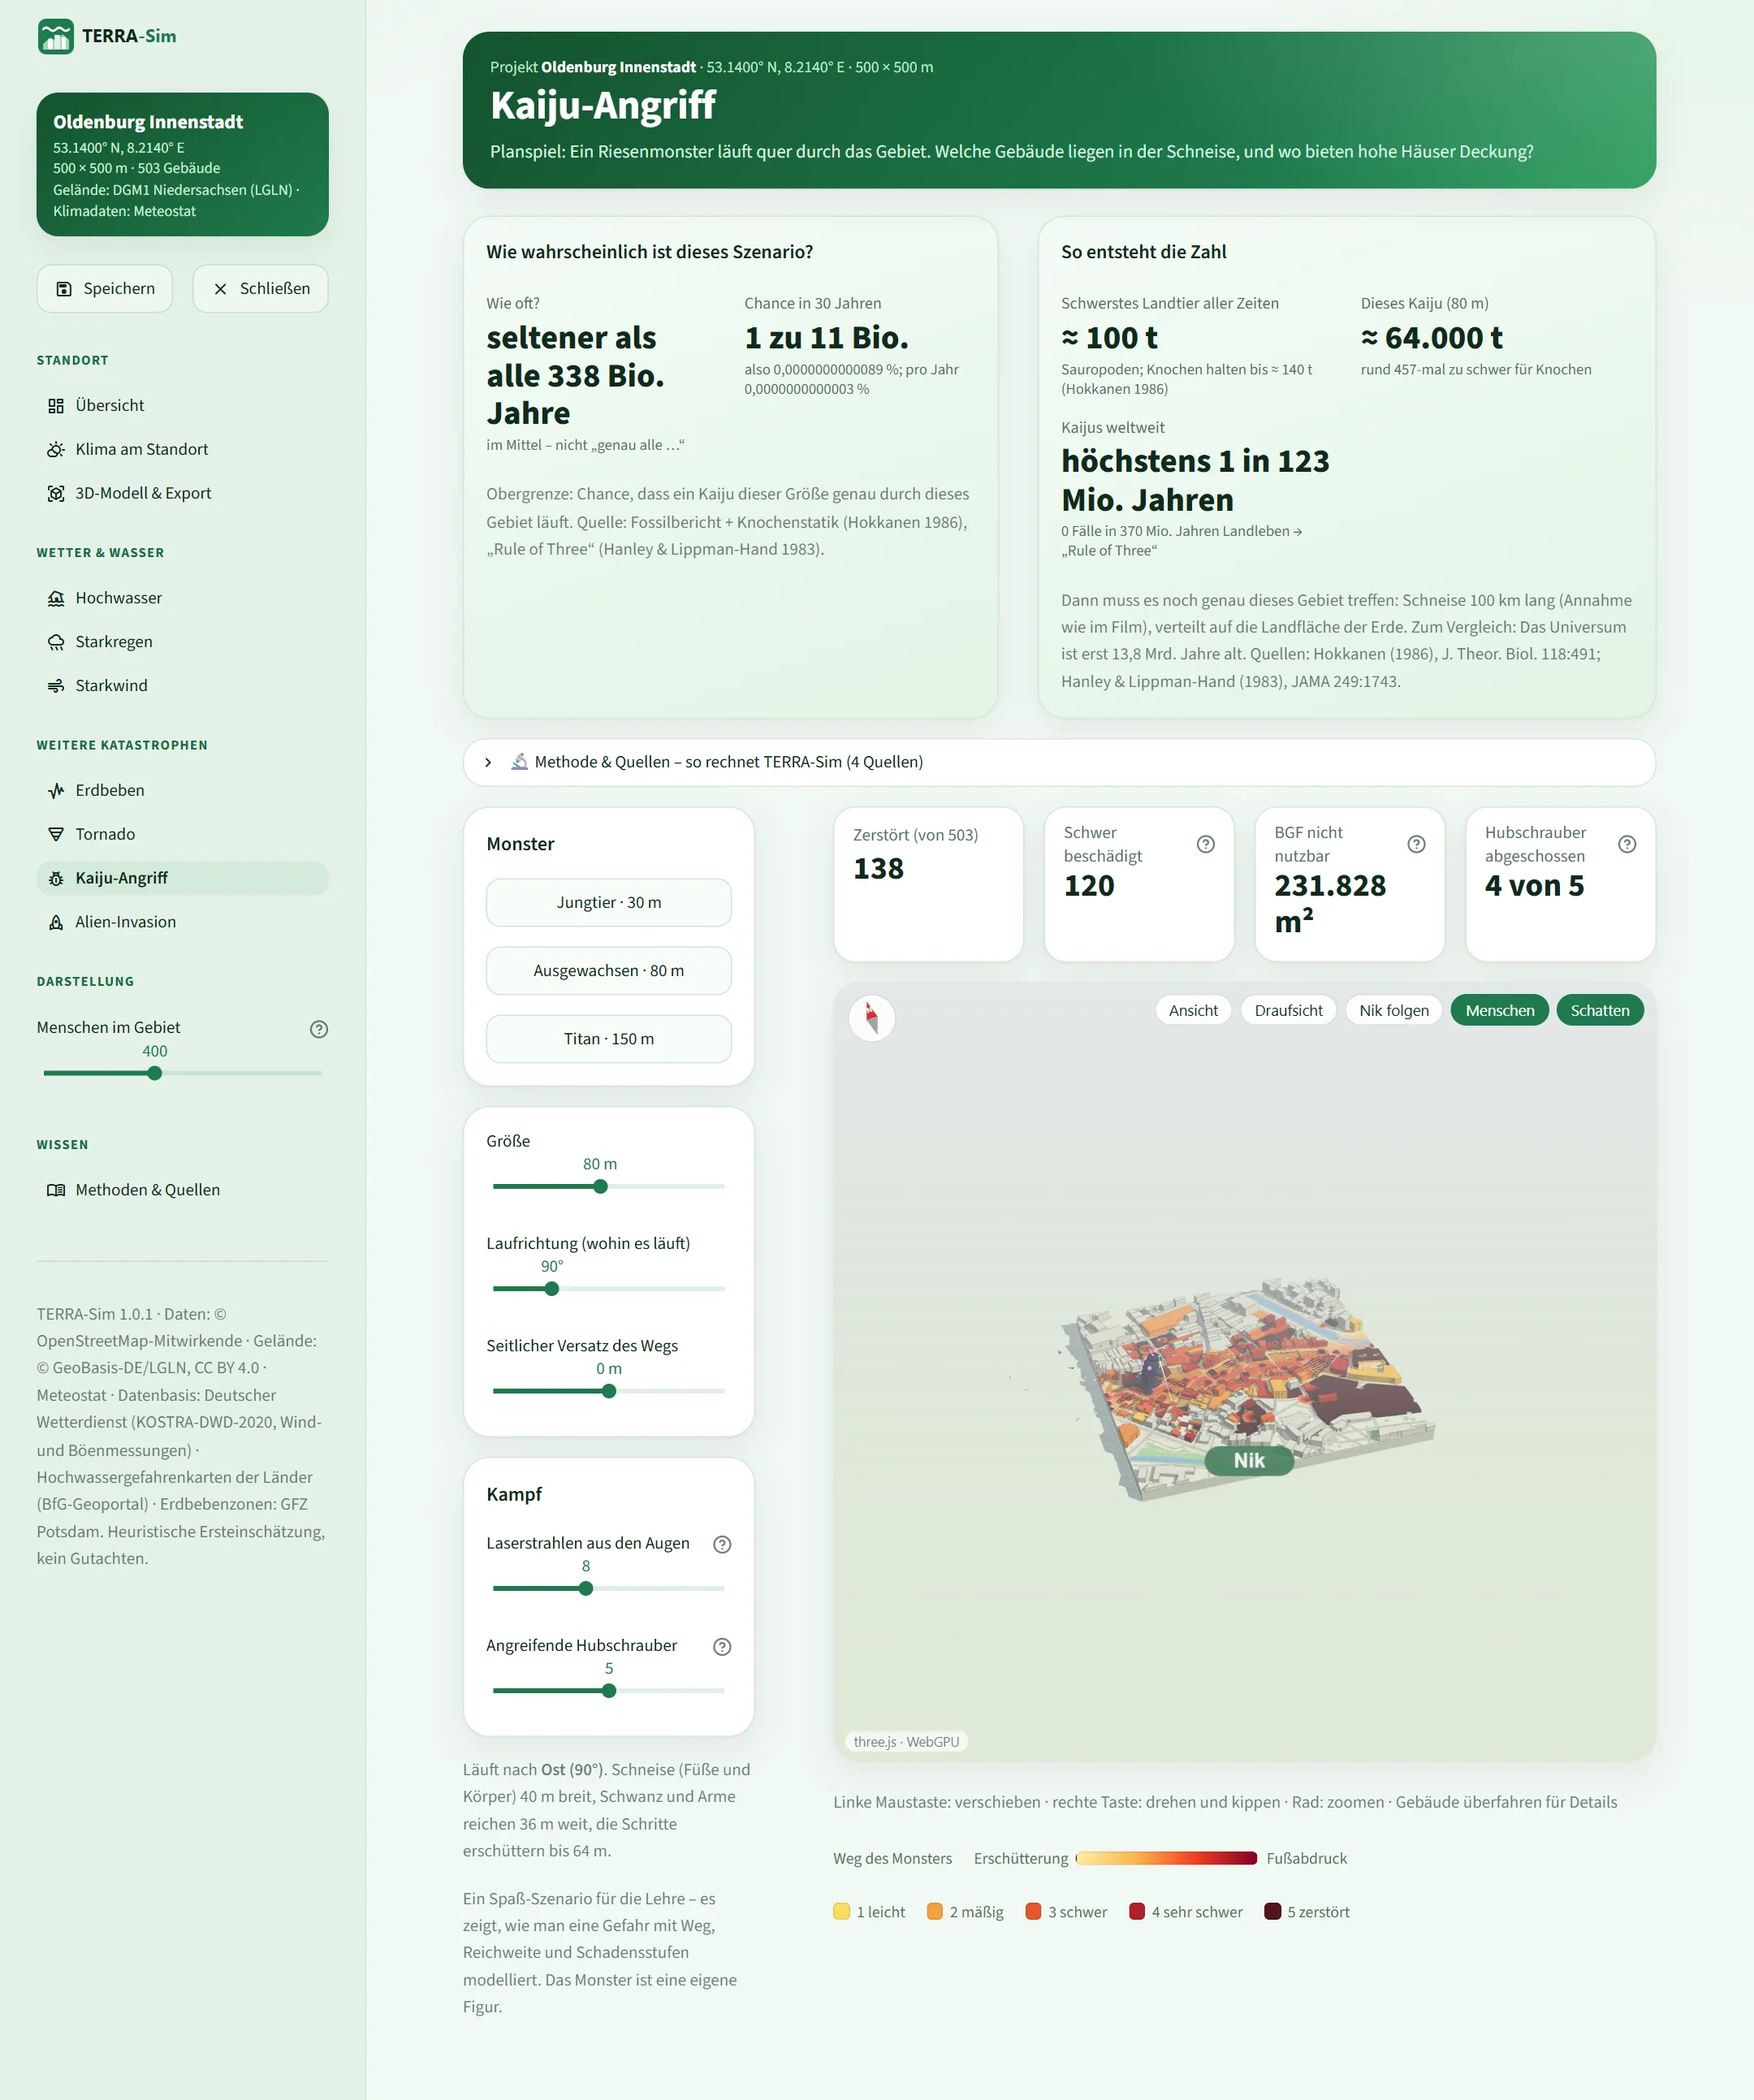 TERRA-Sim
Oldenburg Innenstadt
53.1400° N, 8.2140° E
500 × 500 m · 503 Gebäude
Gelände: DGM1 Niedersachsen (LGLN) ·
Klimadaten: Meteostat
Speichern
Schließen
STANDORT
Übersicht
Klima am Standort
3D-Modell & Export
WETTER & WASSER
Hochwasser
Starkregen
Starkwind
WEITERE KATASTROPHEN
Erdbeben
Tornado
Kaiju-Angriff
Alien-Invasion
DARSTELLUNG
Menschen im Gebiet
400
WISSEN
Methoden & Quellen
TERRA-Sim 1.0.1 · Daten: ©
OpenStreetMap-Mitwirkende · Gelände:
© GeoBasis-DE/LGLN, CC BY 4.0 ·
Meteostat · Datenbasis: Deutscher
Wetterdienst (KOSTRA-DWD-2020, Wind-
und Böenmessungen) ·
Hochwassergefahrenkarten der Länder
(BfG-Geoportal) · Erdbebenzonen: GFZ
Potsdam. Heuristische Ersteinschätzung,
kein Gutachten.
Projekt Oldenburg Innenstadt · 53.1400° N, 8.2140° E · 500 × 500 m
Kaiju-Angriff
Planspiel: Ein Riesenmonster läuft quer durch das Gebiet. Welche Gebäude liegen in der Schneise, und wo bieten hohe Häuser Deckung?
Wie wahrscheinlich ist dieses Szenario?
Wie oft?
seltener als
alle 338 Bio.
Jahre
im Mittel – nicht „genau alle …“
Chance in 30 Jahren
1 zu 11 Bio.
also 0,0000000000089 %; pro Jahr
0,0000000000003 %
Obergrenze: Chance, dass ein Kaiju dieser Größe genau durch dieses
Gebiet läuft. Quelle: Fossilbericht + Knochenstatik (Hokkanen 1986),
„Rule of Three“ (Hanley & Lippman-Hand 1983).
So entsteht die Zahl
Schwerstes Landtier aller Zeiten
≈ 100 t
Sauropoden; Knochen halten bis ≈ 140 t
(Hokkanen 1986)
Dieses Kaiju (80 m)
≈ 64.000 t
rund 457-mal zu schwer für Knochen
Kaijus weltweit
höchstens 1 in 123
Mio. Jahren
0 Fälle in 370 Mio. Jahren Landleben →
„Rule of Three“
Dann muss es noch genau dieses Gebiet treffen: Schneise 100 km lang (Annahme
wie im Film), verteilt auf die Landfläche der Erde. Zum Vergleich: Das Universum
ist erst 13,8 Mrd. Jahre alt. Quellen: Hokkanen (1986), J. Theor. Biol. 118:491;
Hanley & Lippman-Hand (1983), JAMA 249:1743.
Methode & Quellen – so rechnet TERRA-Sim (4 Quellen)
Monster
Jungtier · 30 m
Ausgewachsen · 80 m
Titan · 150 m
Größe
80 m
Laufrichtung (wohin es läuft)
90°
Seitlicher Versatz des Wegs
0 m
Kampf
Laserstrahlen aus den Augen
8
Angreifende Hubschrauber
5
Läuft nach Ost (90°). Schneise (Füße und
Körper) 40 m breit, Schwanz und Arme
reichen 36 m weit, die Schritte
erschüttern bis 64 m.
Ein Spaß-Szenario für die Lehre – es
zeigt, wie man eine Gefahr mit Weg,
Reichweite und Schadensstufen
modelliert. Das Monster ist eine eigene
Figur.
Zerstört (von 503)
138
Schwer
beschädigt
120
BGF nicht
nutzbar
231.828
m²
Hubschrauber
abgeschossen
4 von 5
Ansicht
Draufsicht
Nik folgen
Menschen
Schatten
Nik
three.js · WebGPU
Linke Maustaste: verschieben · rechte Taste: drehen und kippen · Rad: zoomen · Gebäude überfahren für Details
Weg des Monsters
Erschütterung
Fußabdruck
1 leicht
2 mäßig
3 schwer
4 sehr schwer
5 zerstört